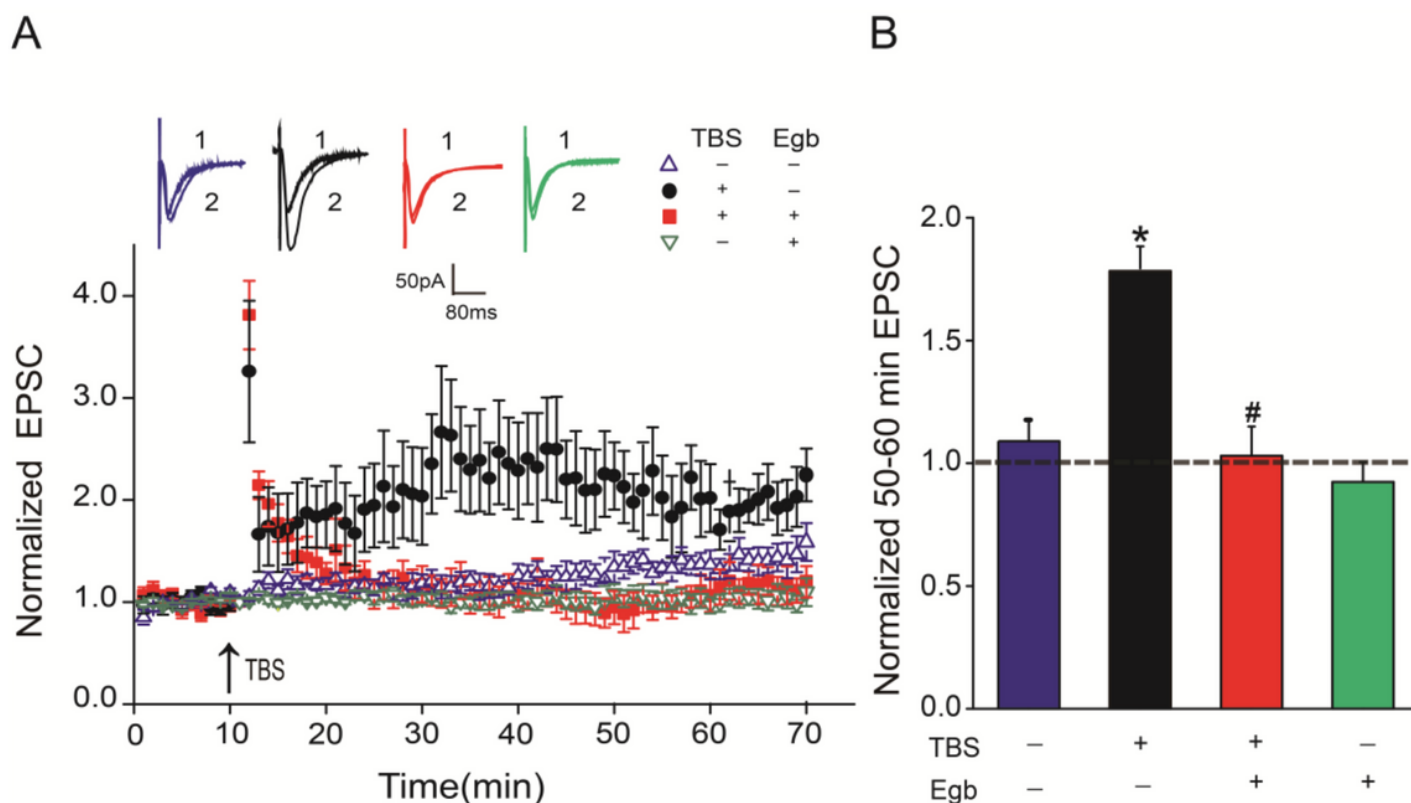 A
B
1 1 1 1
2 2 2 2
TBS Egb
− −
+ −
+ +
− +
50pA
80ms
Normalized EPSC
4.0
3.0
2.0
1.0
0.0
TBS
0 10 20 30 40 50 60 70
Time(min)
Normalized 50-60 min EPSC
2.0
1.5
1.0
0.5
0.0
*
#
TBS − + + −
Egb − − + +